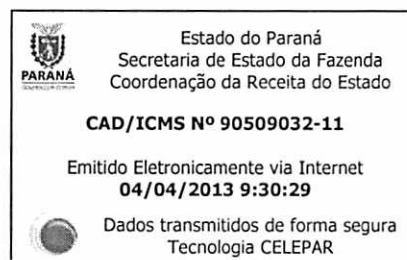 Estado do Paraná
Secretaria de Estado da Fazenda
Coordenação da Receita do Estado
PARANÁ
CAD/ICMS Nº 90509032-11
Emitido Eletronicamente via Internet
04/04/2013 9:30:29
Dados transmitidos de forma segura
Tecnologia CELEPAR